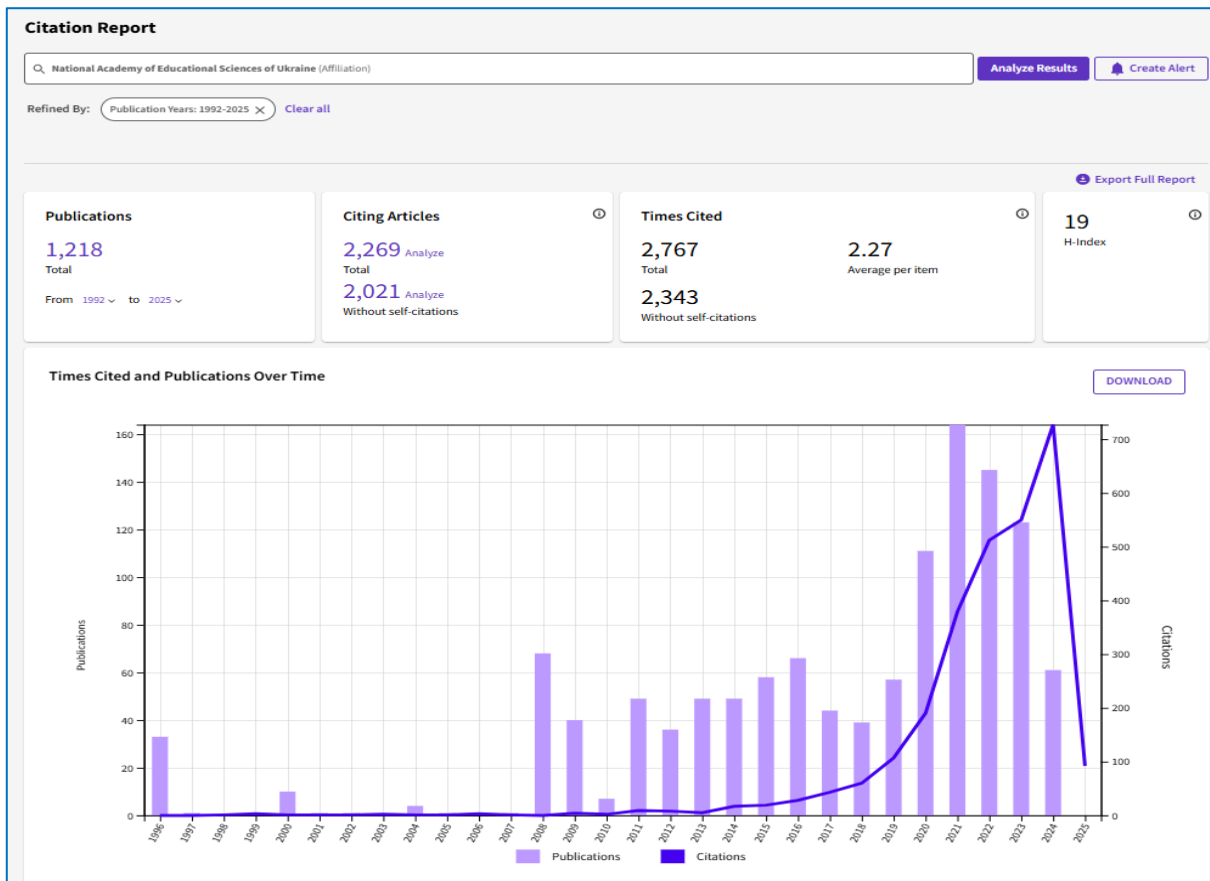 Citation Report
National Academy of Educational Sciences of Ukraine (Affiliation)
Analyze Results
Create Alert
Refined By: Publication Years: 1992-2025 Clear all
Export Full Report
Publications
1,218
Total
From 1992 to 2025
Citing Articles
2,269 Analyze
Total
2,021 Analyze
Without self-citations
Times Cited
2,767
Total
2.27
Average per item
2,343
Without self-citations
19
H-Index
Times Cited and Publications Over Time
DOWNLOAD
Publications
160
140
120
100
80
60
40
20
0
700
600
500
400
300
200
100
0
Citations
1996 1997 1998 1999 2000 2001 2002 2003 2004 2005 2006 2007 2008 2009 2010 2011 2012 2013 2014 2015 2016 2017 2018 2019 2020 2021 2022 2023 2024 2025
Publications Citations